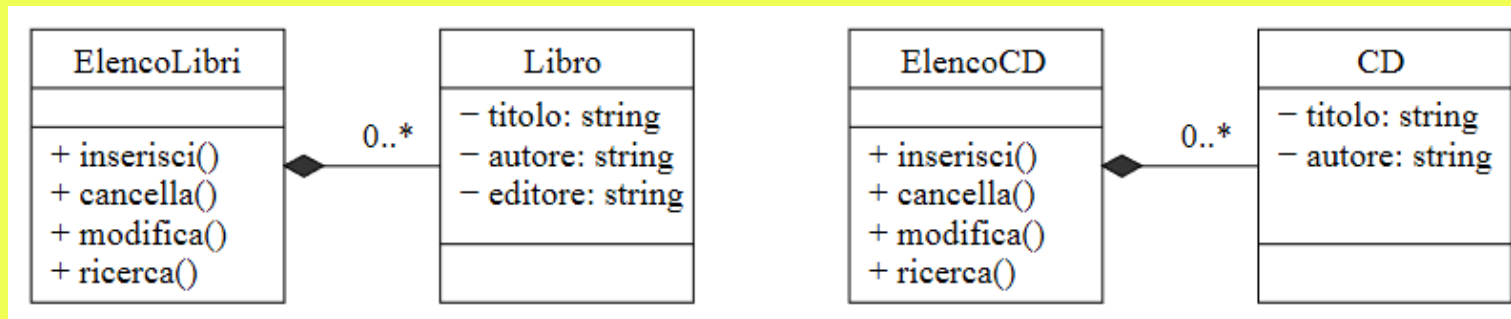 ElencoLibri
+ inserisci()
+ cancella()
+ modifica()
+ ricerca()
0..*
Libro
− titolo: string
− autore: string
− editore: string
ElencoCD
+ inserisci()
+ cancella()
+ modifica()
+ ricerca()
0..*
CD
− titolo: string
− autore: string